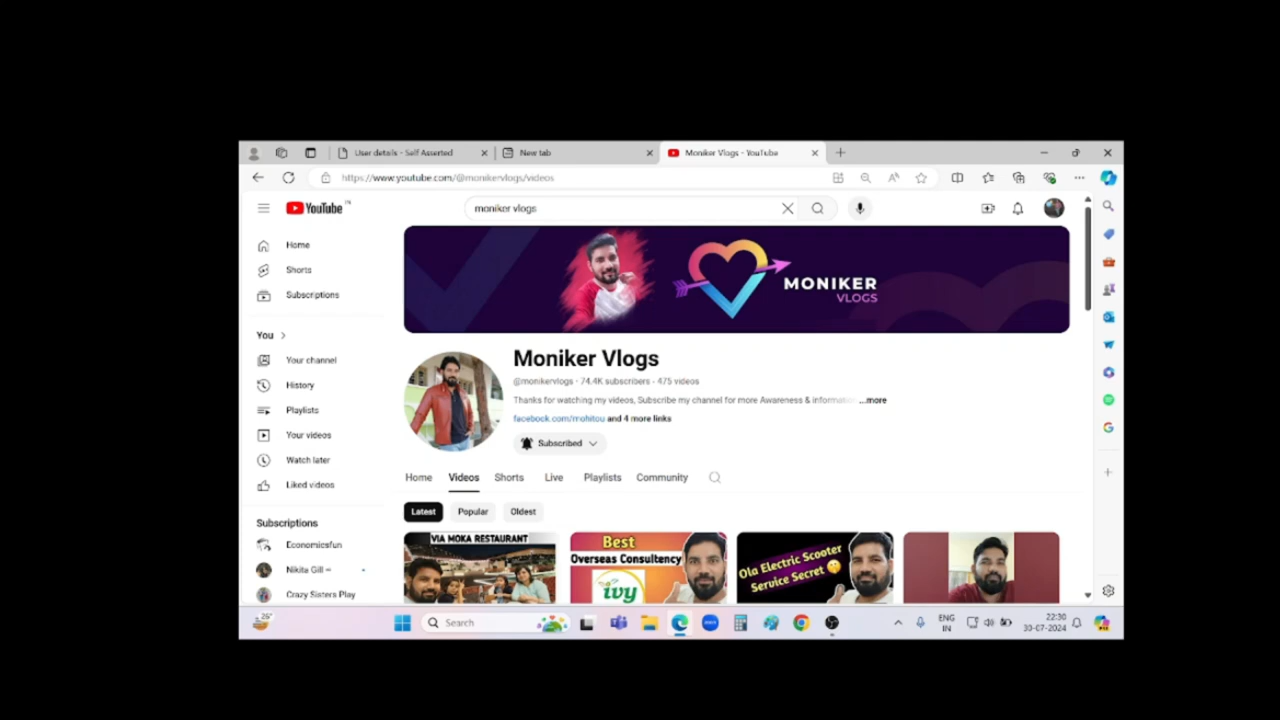 User details - Self Asserted
New tab
Moniker Vlogs - YouTube
https://www.youtube.com/@monikervlogs/videos
YouTube IN
moniker vlogs
Home
Shorts
Subscriptions
You
Your channel
History
Playlists
Your videos
Watch later
Liked videos
Subscriptions
Economicsfun
Nikita Gill
Crazy Sisters Play
MONIKER
VLOGS
Moniker Vlogs
@monikervlogs · 74.4K subscribers · 475 videos
Thanks for watching my videos, Subscribe my channel for more Awareness & informatio ...more
facebook.com/mohitou and 4 more links
Subscribed
Home Videos Shorts Live Playlists Community
Latest Popular Oldest
VIA MOKA RESTAURANT
Best
Overseas Consultency
ivy
Ola Electric Scooter
Service Secret
25°
Search
ENG
IN
22:30
30-07-2024